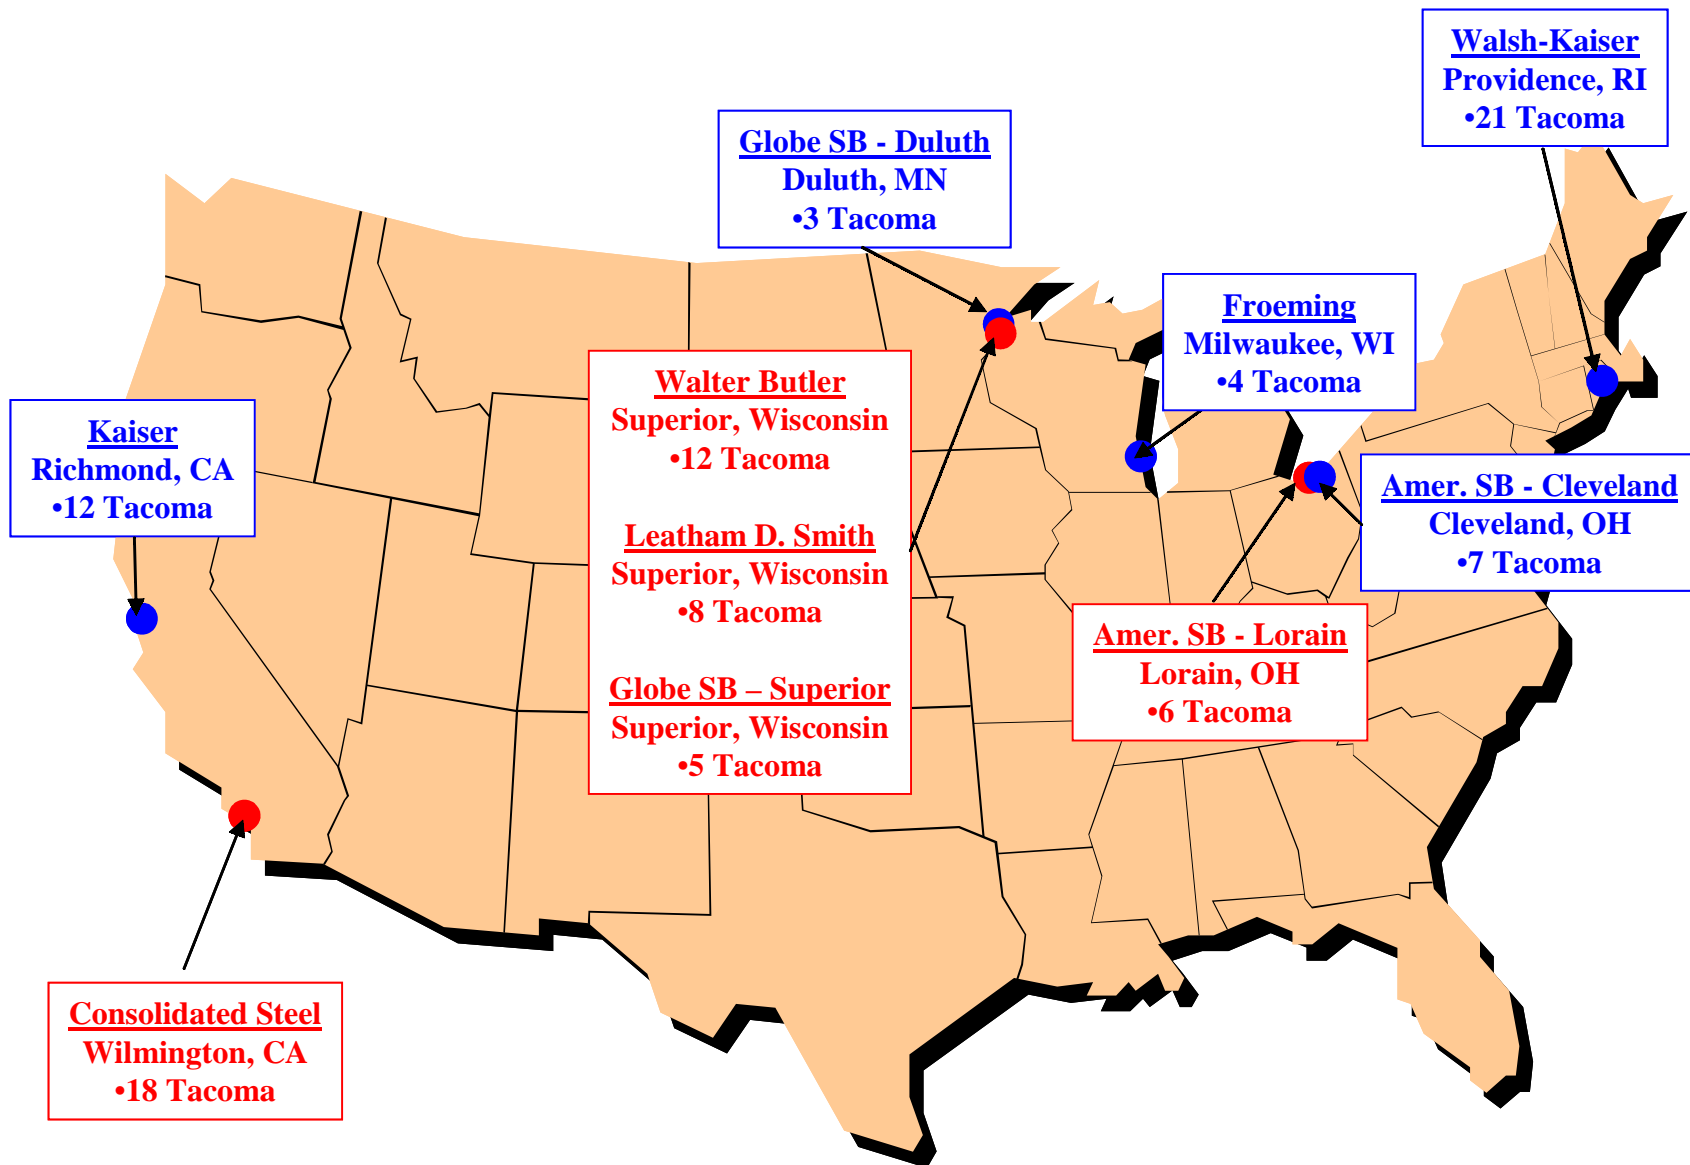 Walsh-Kaiser
Providence, RI
•21 Tacoma
Globe SB - Duluth
Duluth, MN
•3 Tacoma
Froeming
Milwaukee, WI
•4 Tacoma
Kaiser
Richmond, CA
•12 Tacoma
Walter Butler
Superior, Wisconsin
•12 Tacoma
Leatham D. Smith
Superior, Wisconsin
•8 Tacoma
Globe SB – Superior
Superior, Wisconsin
•5 Tacoma
Amer. SB - Cleveland
Cleveland, OH
•7 Tacoma
Amer. SB - Lorain
Lorain, OH
•6 Tacoma
Consolidated Steel
Wilmington, CA
•18 Tacoma